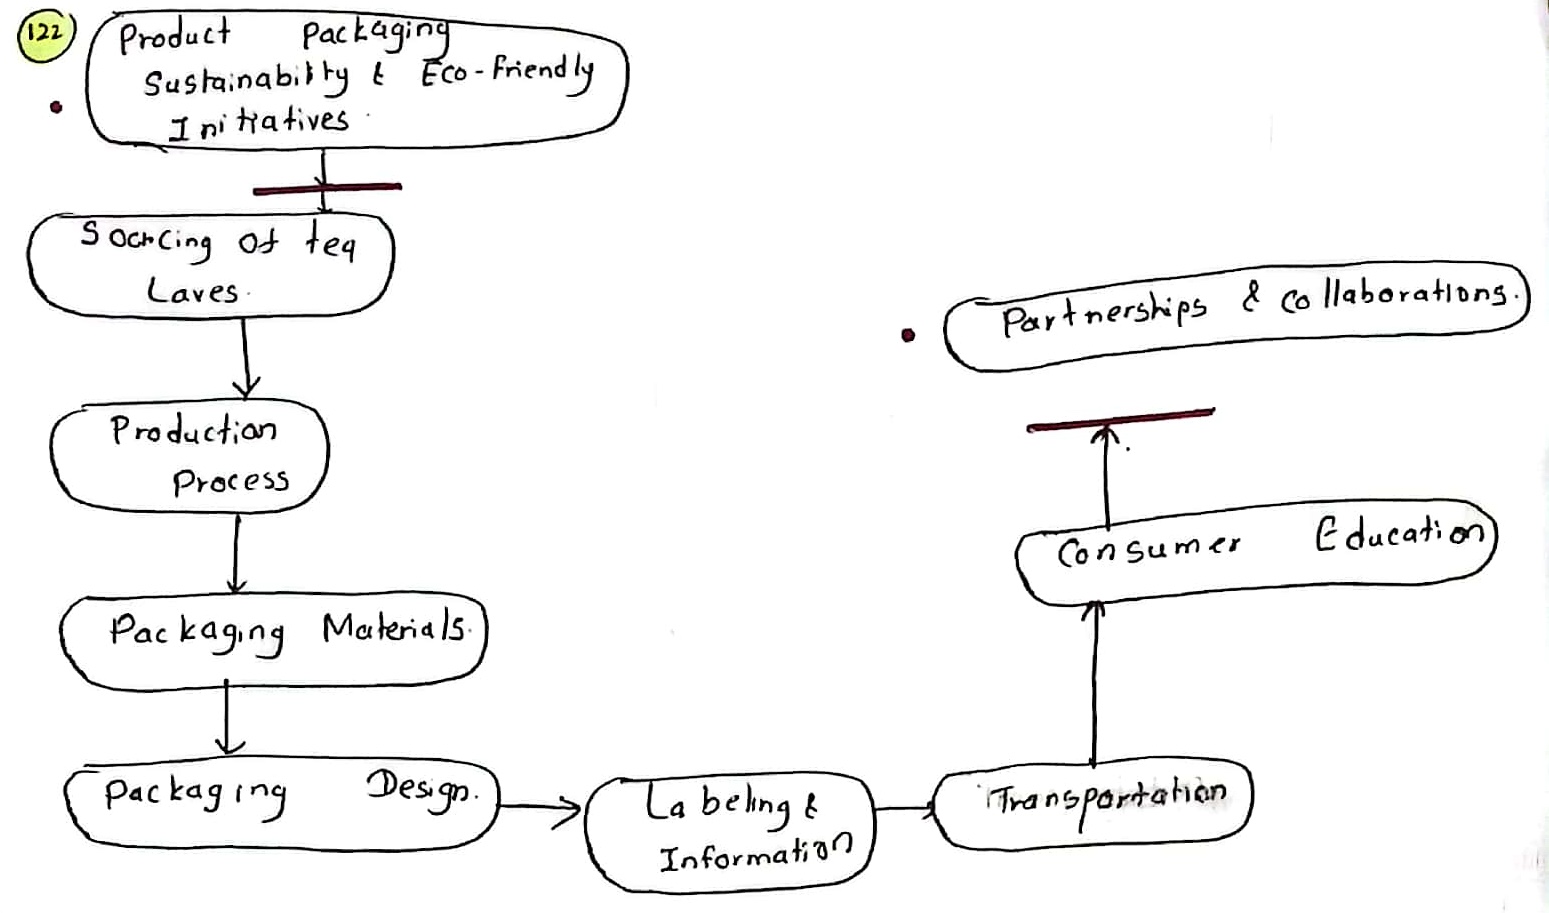 122
Product Packaging
Sustainability & Eco-Friendly
Initiatives.
Sourcing of tea
Laves.
Production
Process
Packaging Materials.
Packaging Design.
Labeling &
Information
Transportation
Consumer Education
Partnerships & Collaborations.